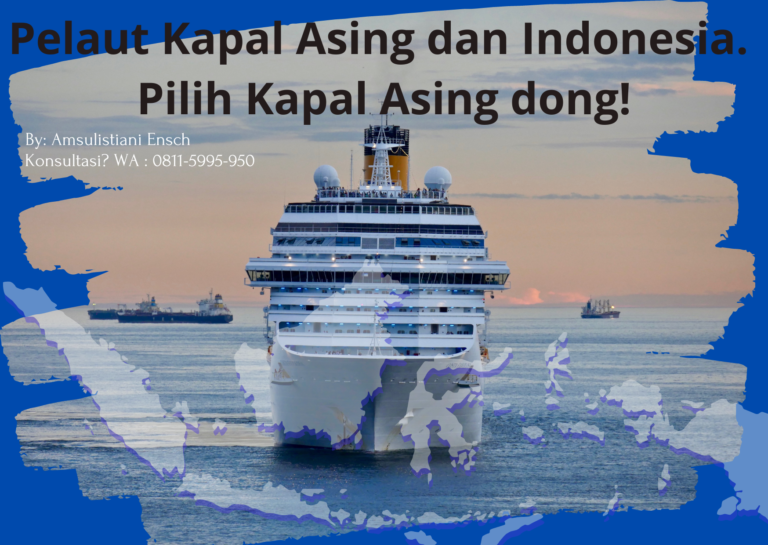 Pelaut Kapal Asing dan Indonesia.
Pilih Kapal Asing dong!
By: Amsulistiani Ensch
Konsultasi? WA : 0811-5995-950